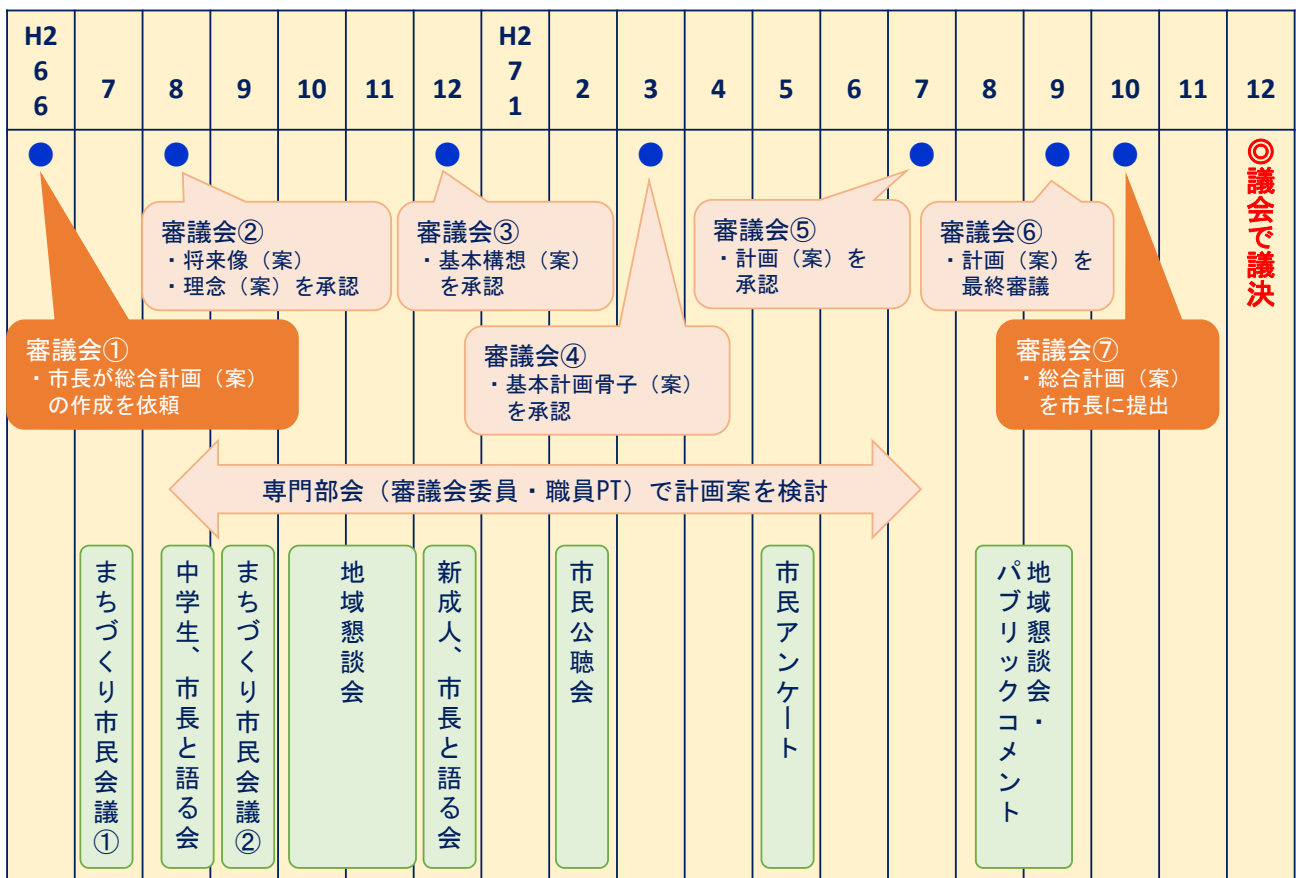 H2
6
6
7
8
9
10
11
12
H2
7
1
2
3
4
5
6
7
8
9
10
11
12
審議会②
・将来像（案）
・理念（案）を承認
審議会③
・基本構想（案）
を承認
審議会⑤
・計画（案）を
承認
審議会⑥
・計画（案）を
最終審議
◎議会で議決
審議会①
・市長が総合計画（案）
の作成を依頼
審議会④
・基本計画骨子（案）
を承認
審議会⑦
・総合計画（案）
を市長に提出
専門部会（審議会委員・職員PT）で計画案を検討
まちづくり市民会議①
中学生、市長と語る会
まちづくり市民会議②
地域懇談会
新成人、市長と語る会
市民公聴会
市民アンケート
地域懇談会・
パブリックコメント